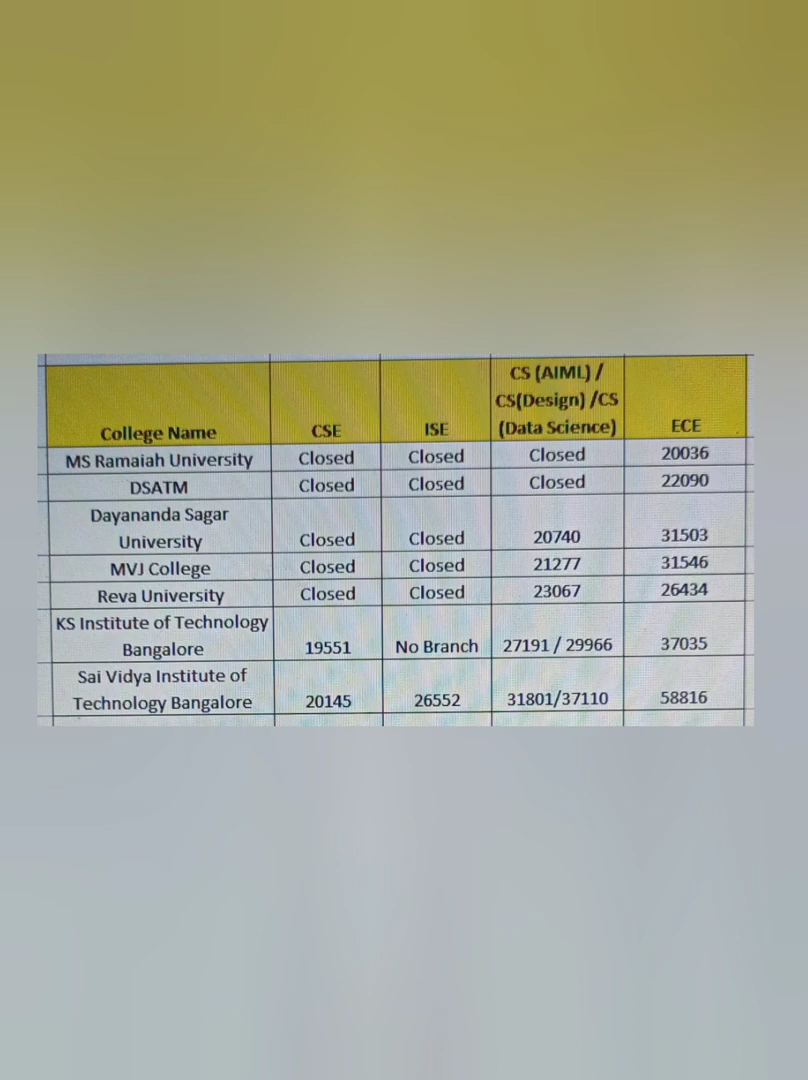 College Name CSE ISE CS (AIML) / CS(Design) /CS (Data Science) ECE
MS Ramaiah University Closed Closed Closed 20036
DSATM Closed Closed Closed 22090
Dayananda Sagar
University Closed Closed 20740 31503
MVJ College Closed Closed 21277 31546
Reva University Closed Closed 23067 26434
KS Institute of Technology
Bangalore 19551 No Branch 27191 / 29966 37035
Sai Vidya Institute of
Technology Bangalore 20145 26552 31801/37110 58816